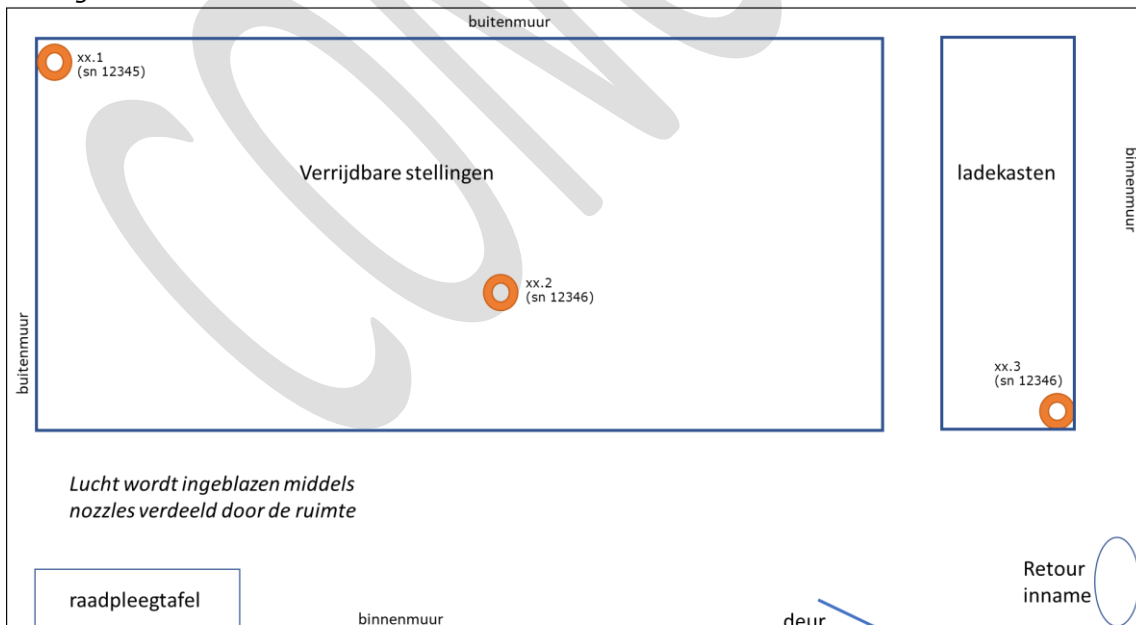 buitenmuur
xx.1
(sn 12345)
Verrijdbare stellingen
ladekasten
binnenmuur
xx.2
(sn 12346)
buitenmuur
xx.3
(sn 12346)
Lucht wordt ingeblazen middels
nozzles verdeeld door de ruimte
Retour
inname
raadpleegtafel
binnenmuur
deur